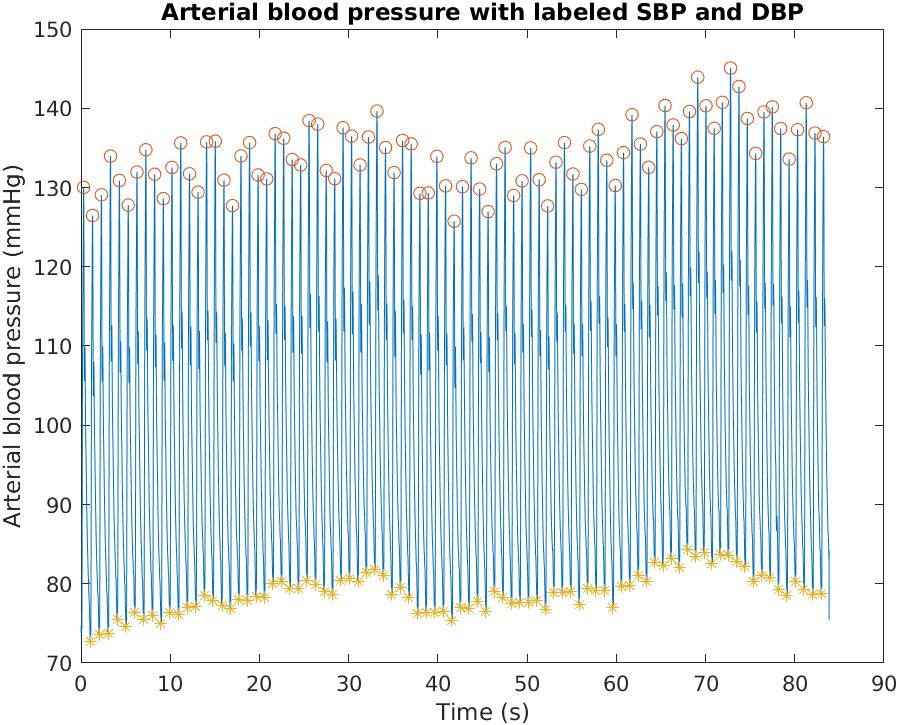 Arterial blood pressure with labeled SBP and DBP
150
140
130
120
110
100
90
80
70
Arterial blood pressure (mmHg)
0 10 20 30 40 50 60 70 80 90
Time (s)